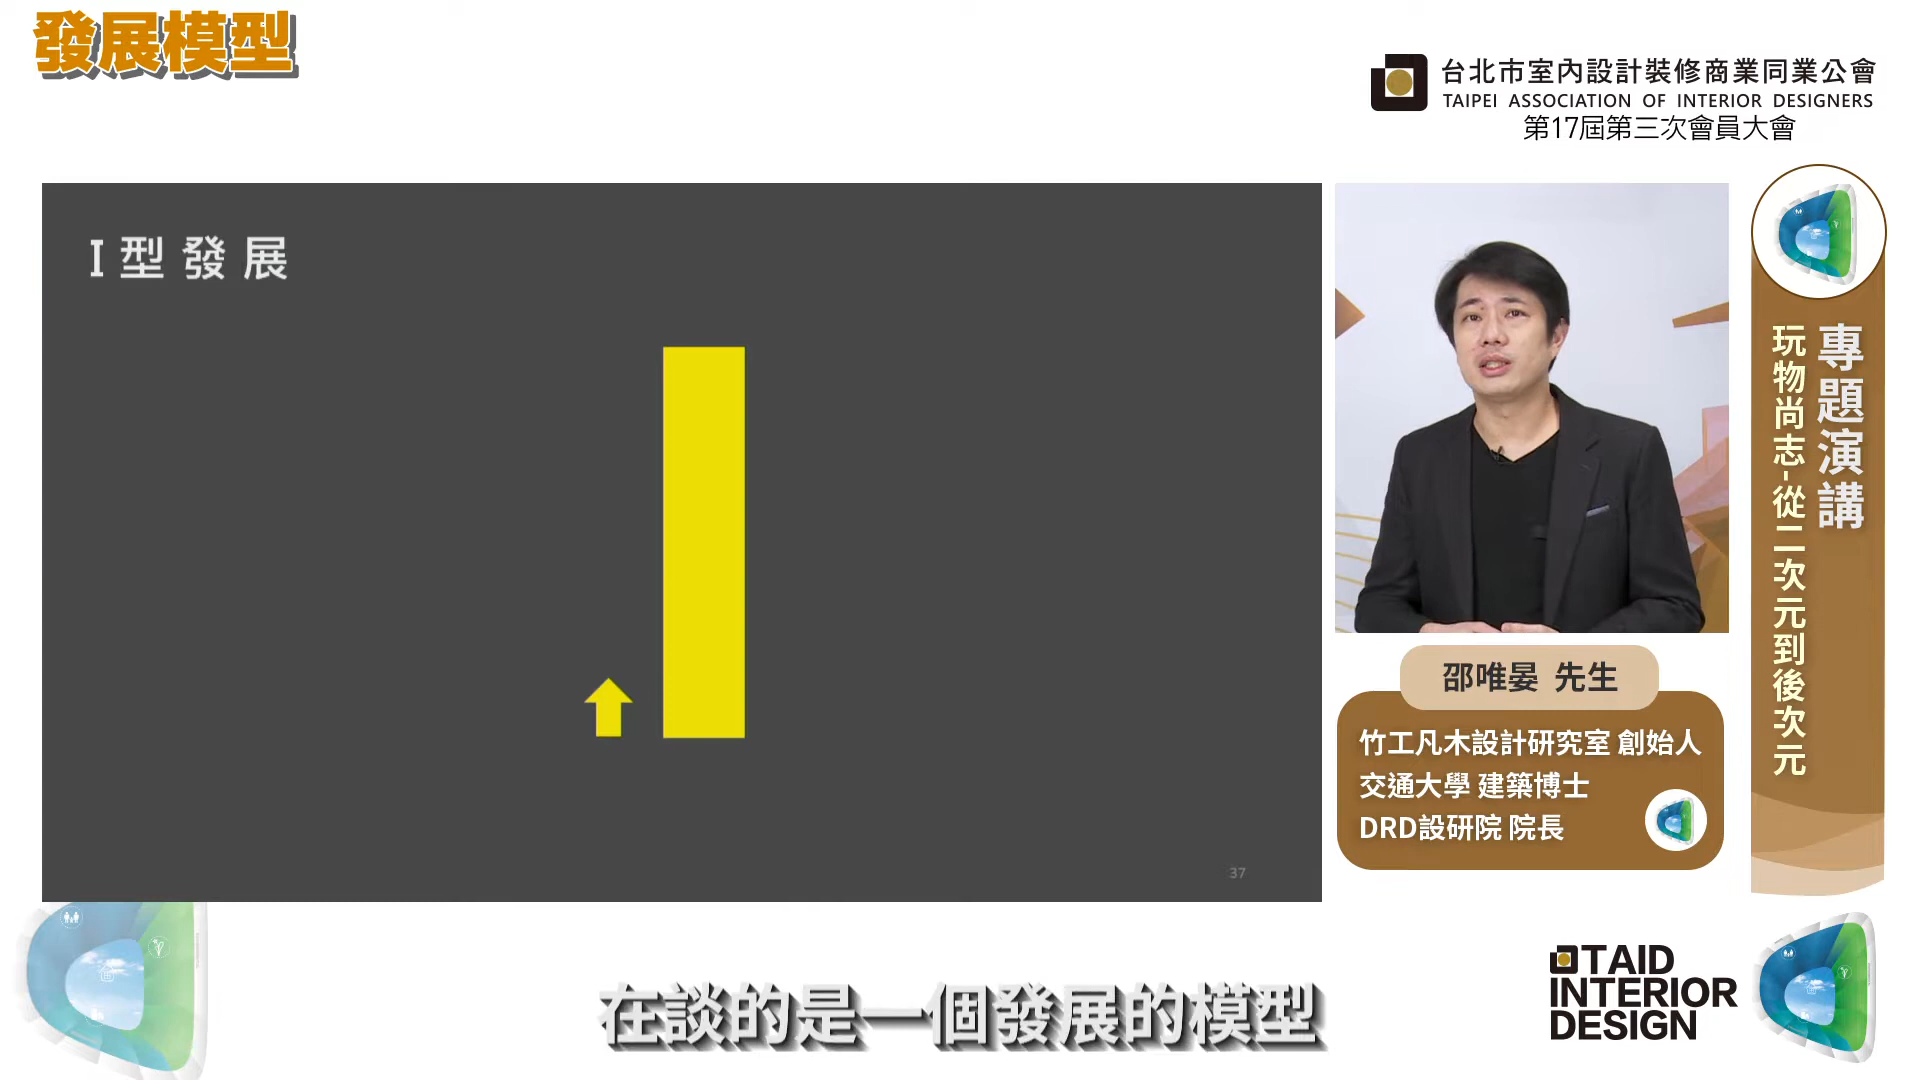 發展模型
台北市室內設計裝修商業同業公會
TAIPEI ASSOCIATION OF INTERIOR DESIGNERS
第17屆第三次會員大會
I型發展
37
專題演講
玩物尚志-從二次元到後次元
邵唯晏 先生
竹工凡木設計研究室 創始人
交通大學 建築博士
DRD設研院 院長
在談的是一個發展的模型
TAID
INTERIOR
DESIGN